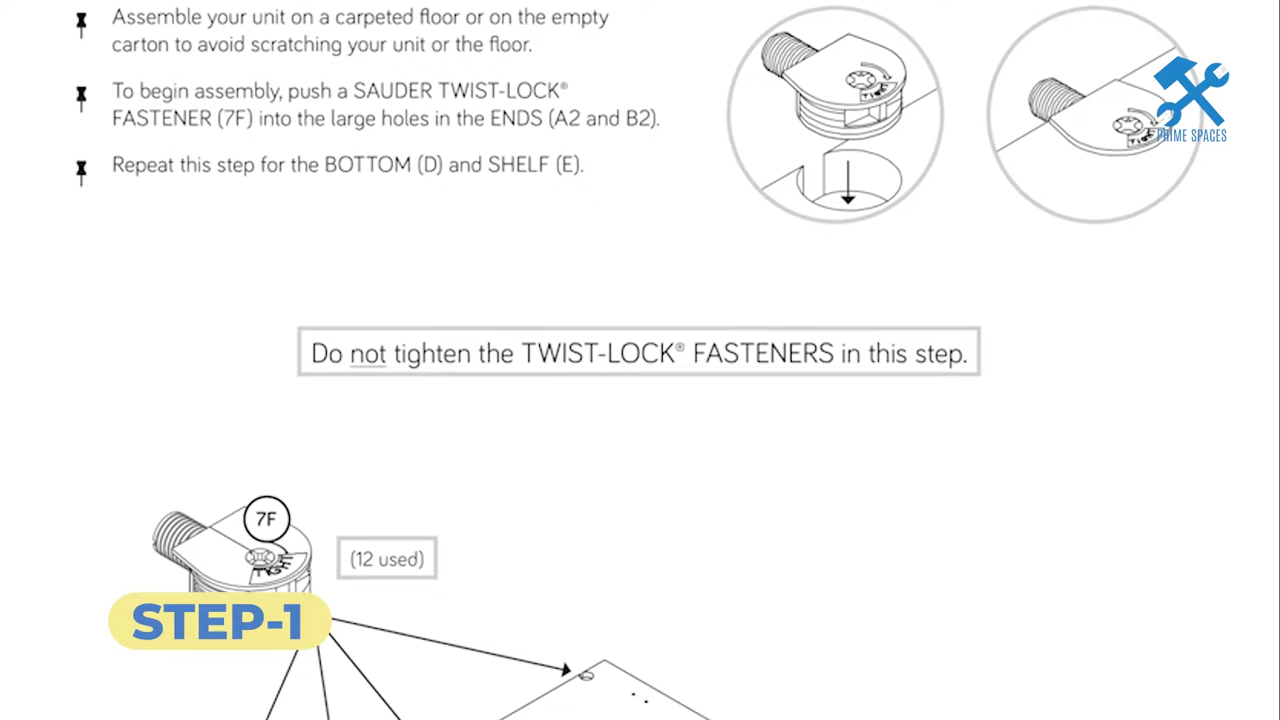 Assemble your unit on a carpeted floor or on the empty
carton to avoid scratching your unit or the floor.
To begin assembly, push a SAUDER TWIST-LOCK®
FASTENER (7F) into the large holes in the ENDS (A2 and B2).
Repeat this step for the BOTTOM (D) and SHELF (E).
TIGHT
TIGHT
PRIME SPACES
Do not tighten the TWIST-LOCK® FASTENERS in this step.
7F
(12 used)
TIGHT
STEP-1